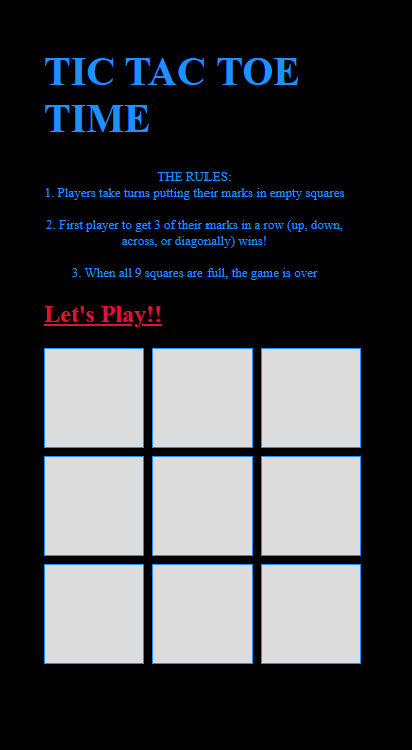 TIC TAC TOE
TIME
THE RULES:
1. Players take turns putting their marks in empty squares
2. First player to get 3 of their marks in a row (up, down,
across, or diagonally) wins!
3. When all 9 squares are full, the game is over
Let's Play!!